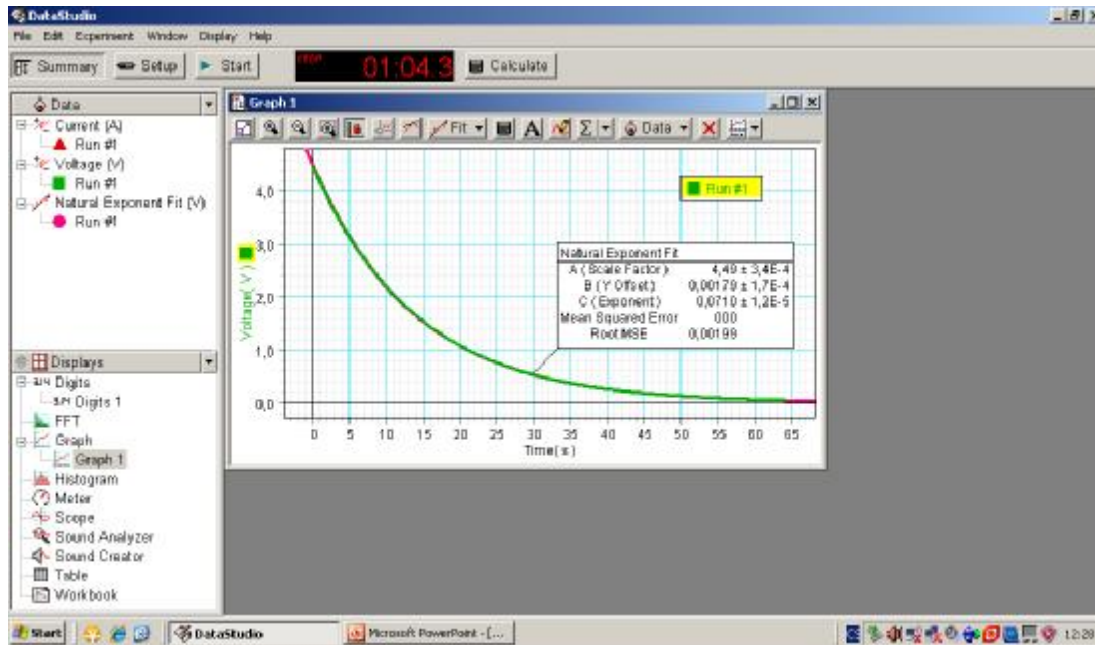 DataStudio
File Edit Experiment Window Display Help
Summary Setup Start 01:04.3 Calculate
Data
Current (A)
Run #1
Voltage (V)
Run #1
Natural Exponent Fit (V)
Run #1
Displays
Digits
Digits 1
FFT
Graph
Graph 1
Histogram
Meter
Scope
Sound Analyzer
Sound Creator
Table
Workbook
Graph 1
Fit A Σ Data
Run #1
4,0
3,0
2,0
1,0
0,0
Voltage( V )
Natural Exponent Fit
A ( Scale Factor ) 4,49 ± 3,4E-4
B ( Y Offset ) 0,00179 ± 1,7E-4
C ( Exponent ) 0,0710 ± 1,2E-5
Mean Squared Error 000
Root MSE 0,00199
0 5 10 15 20 25 30 35 40 45 50 55 60 65
Time( s )
Start DataStudio Microsoft PowerPoint - [... 12:28